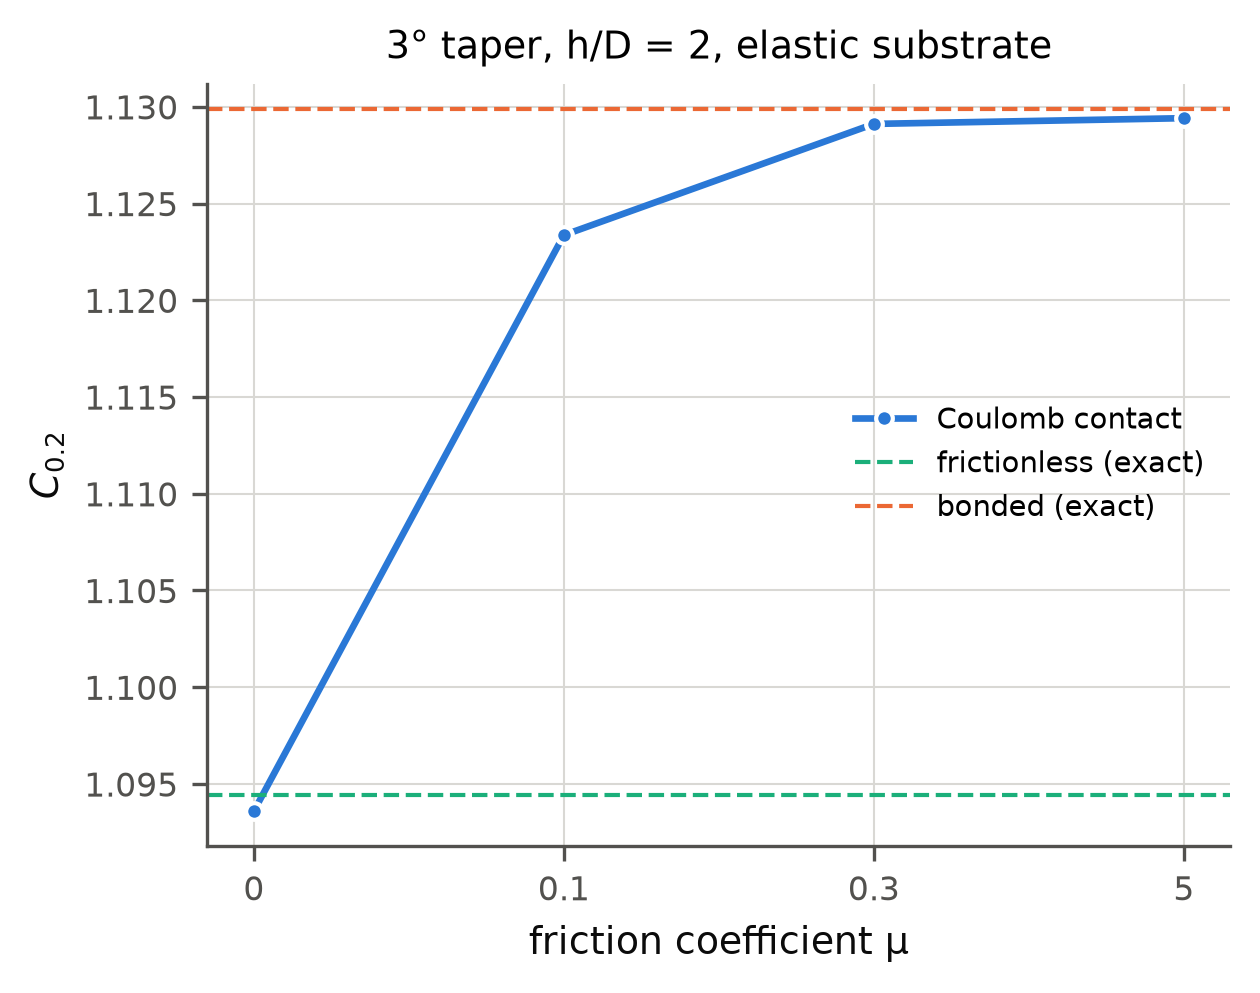 3° taper, h/D = 2, elastic substrate
1.130
1.125
1.120
1.115
1.110
1.105
1.100
1.095
C0.2
Coulomb contact
frictionless (exact)
bonded (exact)
0 0.1 0.3 5
friction coefficient μ